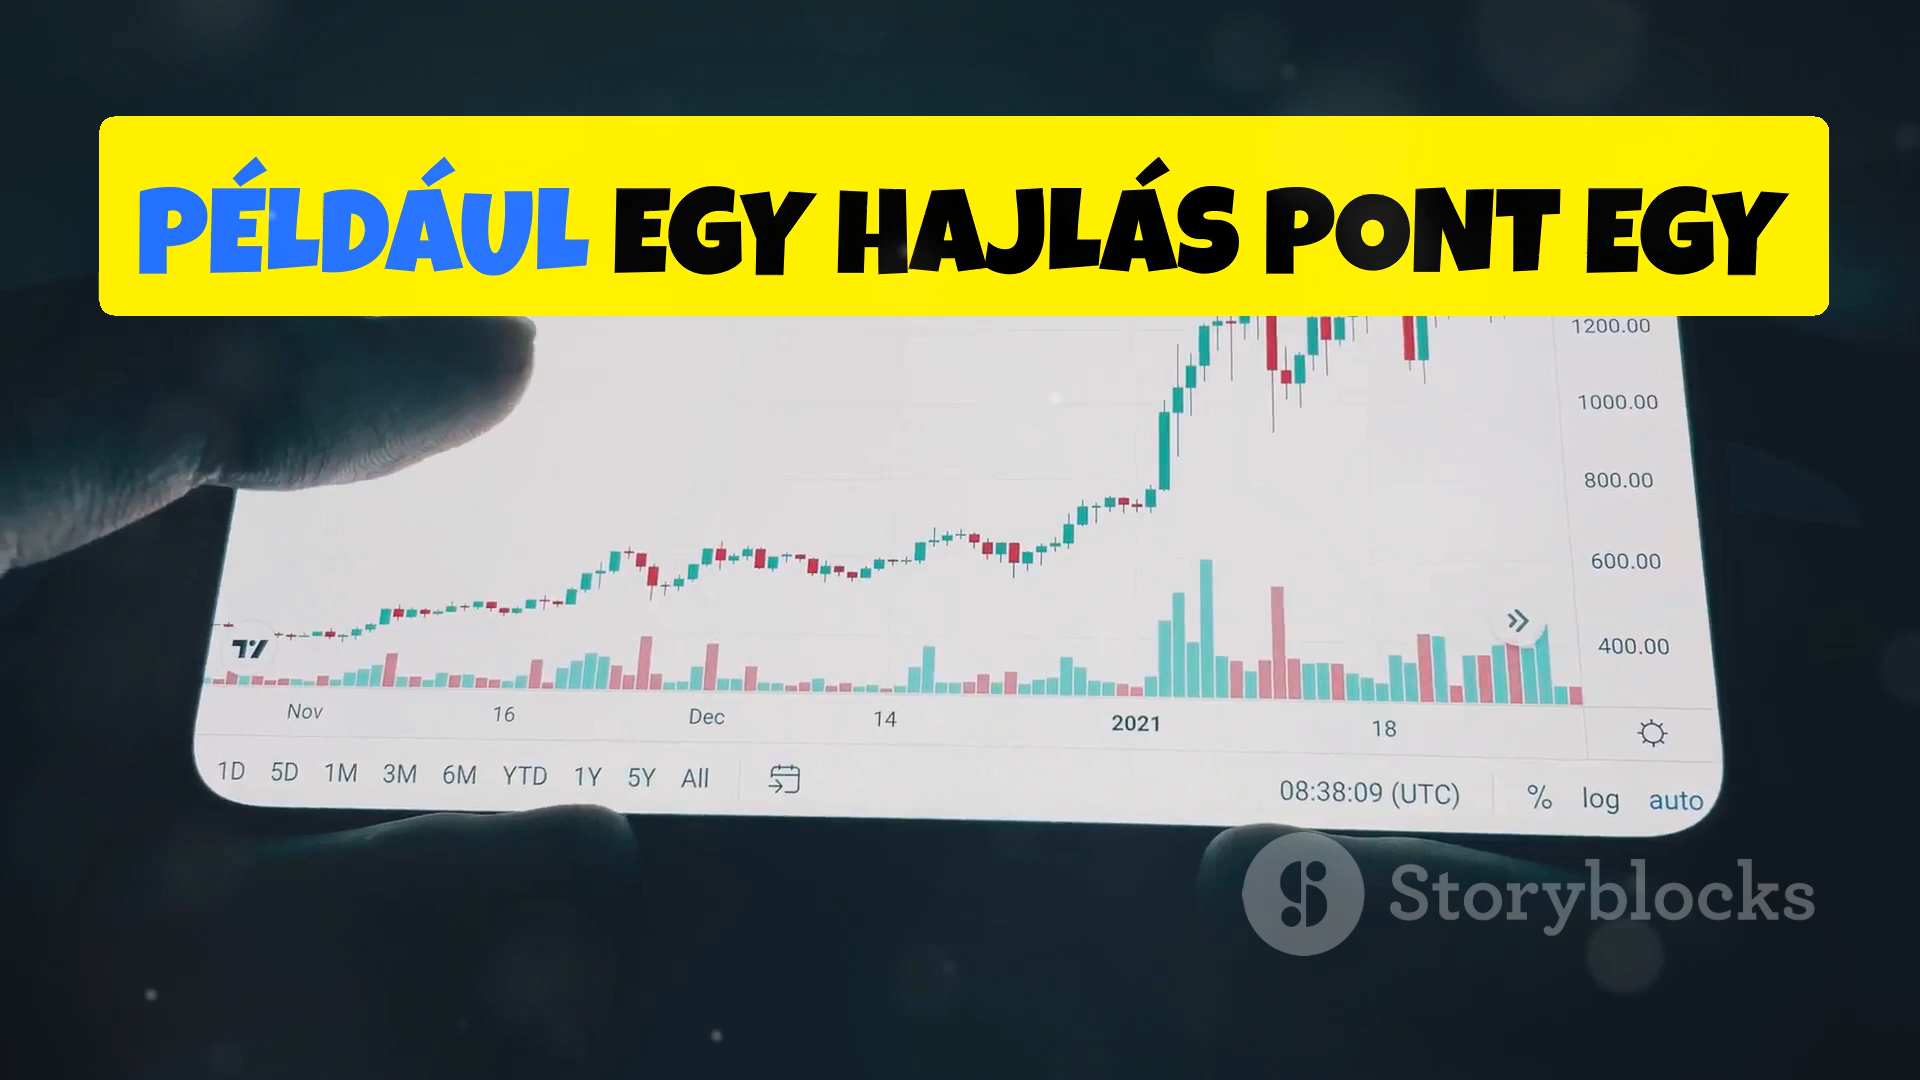 PÉLDÁUL EGY HAJLÁS PONT EGY
1200.00
1000.00
800.00
600.00
400.00
Nov 16 Dec 14 2021 18
1D 5D 1M 3M 6M YTD 1Y 5Y All 08:38:09 (UTC) % log auto
Storyblocks